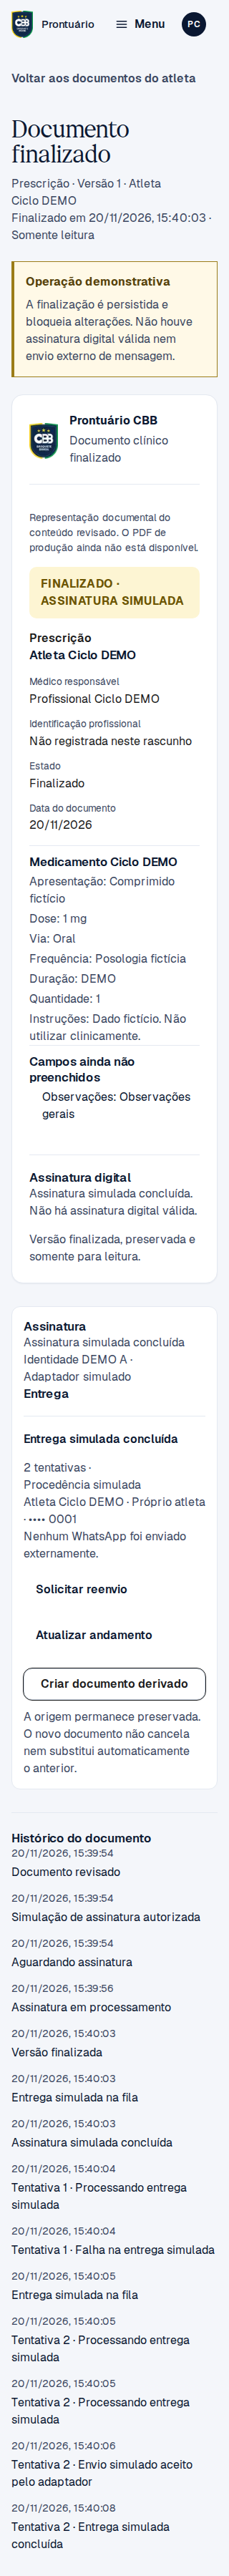 Prontuário
Menu
PC
Voltar aos documentos do atleta
Documento
finalizado
Prescrição · Versão 1 · Atleta
Ciclo DEMO
Finalizado em 20/11/2026, 15:40:03 ·
Somente leitura
Operação demonstrativa
A finalização é persistida e
bloqueia alterações. Não houve
assinatura digital válida nem
envio externo de mensagem.
CBB
Prontuário CBB
Documento clínico
finalizado
Representação documental do
conteúdo revisado. O PDF de
produção ainda não está disponível.
FINALIZADO ·
ASSINATURA SIMULADA
Prescrição
Atleta Ciclo DEMO
Médico responsável
Profissional Ciclo DEMO
Identificação profissional
Não registrada neste rascunho
Estado
Finalizado
Data do documento
20/11/2026
Medicamento Ciclo DEMO
Apresentação: Comprimido
fictício
Dose: 1 mg
Via: Oral
Frequência: Posologia fictícia
Duração: DEMO
Quantidade: 1
Instruções: Dado fictício. Não
utilizar clinicamente.
Campos ainda não
preenchidos
Observações: Observações
gerais
Assinatura digital
Assinatura simulada concluída.
Não há assinatura digital válida.
Versão finalizada, preservada e
somente para leitura.
Assinatura
Assinatura simulada concluída
Identidade DEMO A ·
Adaptador simulado
Entrega
Entrega simulada concluída
2 tentativas ·
Procedência simulada
Atleta Ciclo DEMO · Próprio atleta
· •••• 0001
Nenhum WhatsApp foi enviado
externamente.
Solicitar reenvio
Atualizar andamento
Criar documento derivado
A origem permanece preservada.
O novo documento não cancela
nem substitui automaticamente
o anterior.
Histórico do documento
20/11/2026, 15:39:54
Documento revisado
20/11/2026, 15:39:54
Simulação de assinatura autorizada
20/11/2026, 15:39:54
Aguardando assinatura
20/11/2026, 15:39:56
Assinatura em processamento
20/11/2026, 15:40:03
Versão finalizada
20/11/2026, 15:40:03
Entrega simulada na fila
20/11/2026, 15:40:03
Assinatura simulada concluída
20/11/2026, 15:40:04
Tentativa 1 · Processando entrega
simulada
20/11/2026, 15:40:04
Tentativa 1 · Falha na entrega simulada
20/11/2026, 15:40:05
Entrega simulada na fila
20/11/2026, 15:40:05
Tentativa 2 · Processando entrega
simulada
20/11/2026, 15:40:05
Tentativa 2 · Processando entrega
simulada
20/11/2026, 15:40:06
Tentativa 2 · Envio simulado aceito
pelo adaptador
20/11/2026, 15:40:08
Tentativa 2 · Entrega simulada
concluída